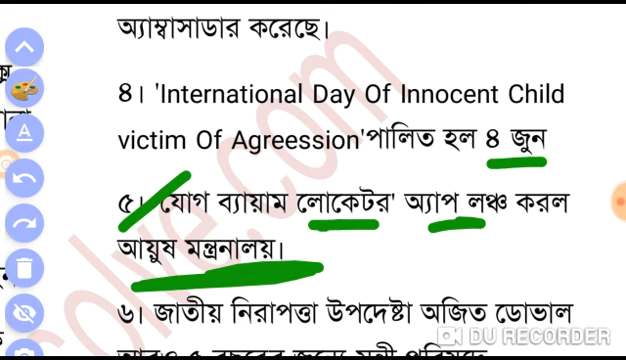 অ্যাম্বাসাডার করেছে।
৪। 'International Day Of Innocent Child
victim Of Agreession'পালিত হল ৪ জুন
৫। 'যোগ ব্যায়াম লোকেটর' অ্যাপ লঞ্চ করল
আয়ুষ মন্ত্রনালয়।
৬। জাতীয় নিরাপত্তা উপদেষ্টা অজিত ডোভাল
DU RECORDER